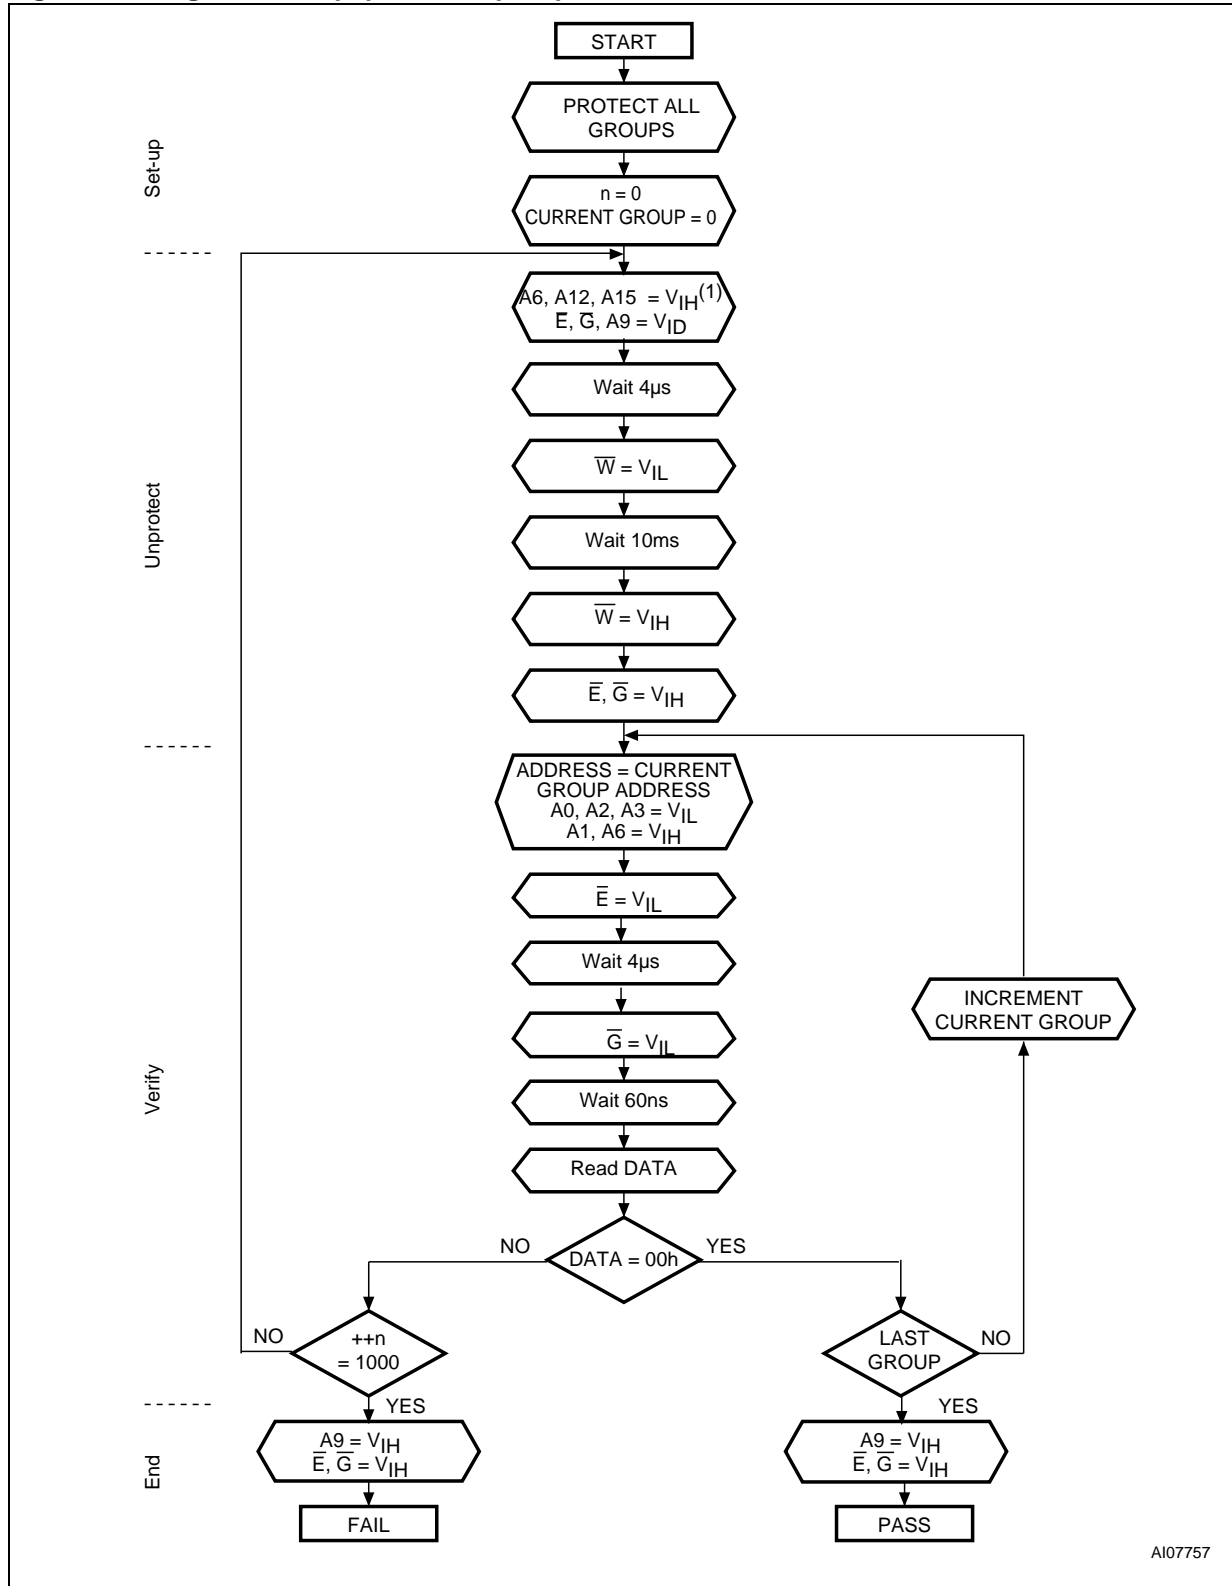 START
PROTECT ALL
GROUPS
Set-up
n = 0
CURRENT GROUP = 0
A6, A12, A15 = VIH(1)
E̅, G̅, A9 = VID
Wait 4µs
W̅ = VIL
Unprotect
Wait 10ms
W̅ = VIH
E̅, G̅ = VIH
ADDRESS = CURRENT
GROUP ADDRESS
A0, A2, A3 = VIL
A1, A6 = VIH
E̅ = VIL
Wait 4µs
INCREMENT
CURRENT GROUP
G̅ = VIL
Verify
Wait 60ns
Read DATA
NO
DATA = 00h
YES
NO
++n
= 1000
LAST
GROUP
NO
YES
YES
End
A9 = VIH
E̅, G̅ = VIH
A9 = VIH
E̅, G̅ = VIH
FAIL
PASS
AI07757